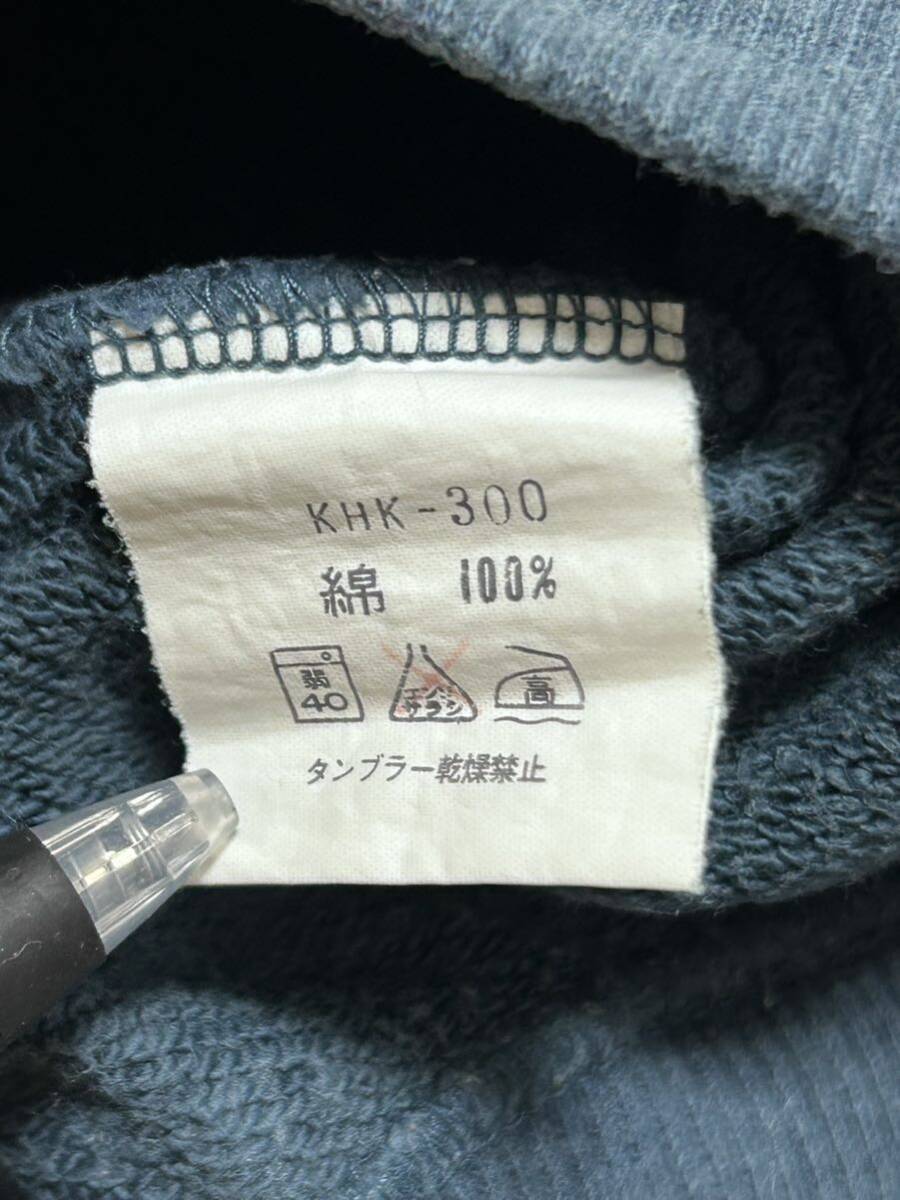 KHK-300
綿 100%
弱 40 エンソ サラシ 高
タンブラー乾燥禁止